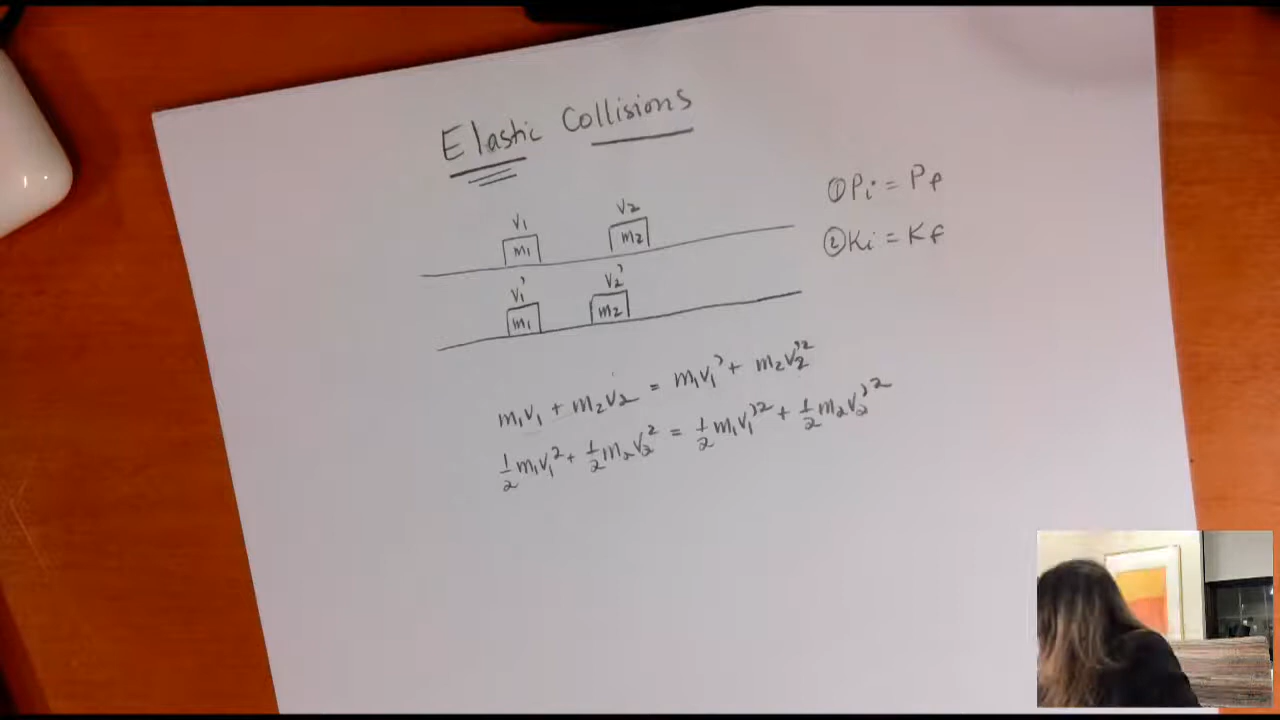 Elastic Collisions
① Pi = Pf
② Ki = Kf
v₁ v₂
m₁ m₂
v₁' v₂'
m₁ m₂
m₁v₁ + m₂v₂ = m₁v₁' + m₂v₂'²
½m₁v₁² + ½m₂v₂² = ½m₁v₁'² + ½m₂v₂'²